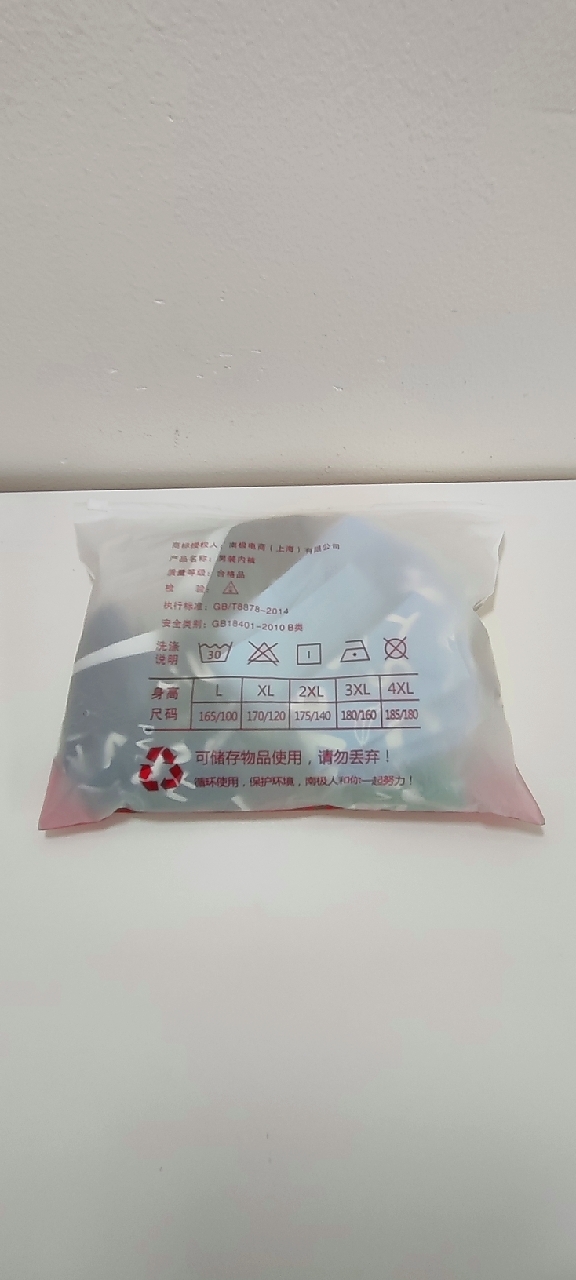 商标授权人：南极电商（上海）有限公司
产品名称：男装内裤
质量等级：合格品
检 验：
执行标准：GB/T8878-2014
安全类别：GB18401-2010 B类
洗涤说明 30
身高 L XL 2XL 3XL 4XL
尺码 165/100 170/120 175/140 180/160 185/180
可储存物品使用，请勿丢弃！
循环使用，保护环境，南极人和你一起努力！